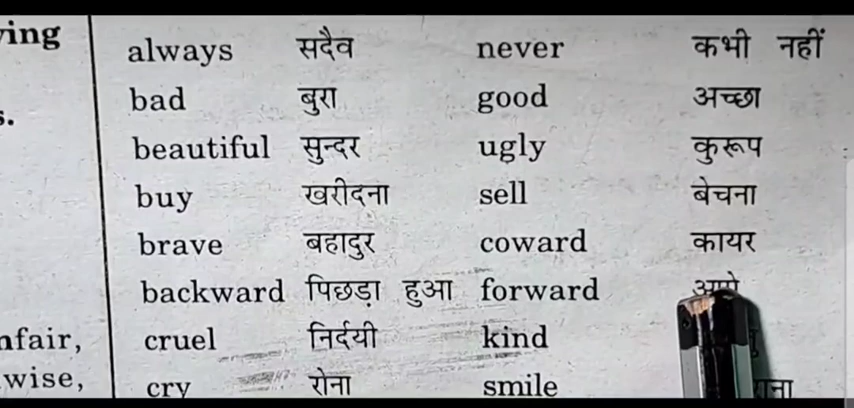 always सदैव never कभी नहीं
bad बुरा good अच्छा
beautiful सुन्दर ugly कुरूप
buy खरीदना sell बेचना
brave बहादुर coward कायर
backward पिछड़ा हुआ forward
nfair, cruel निर्दयी kind
wise, cry रोना smile